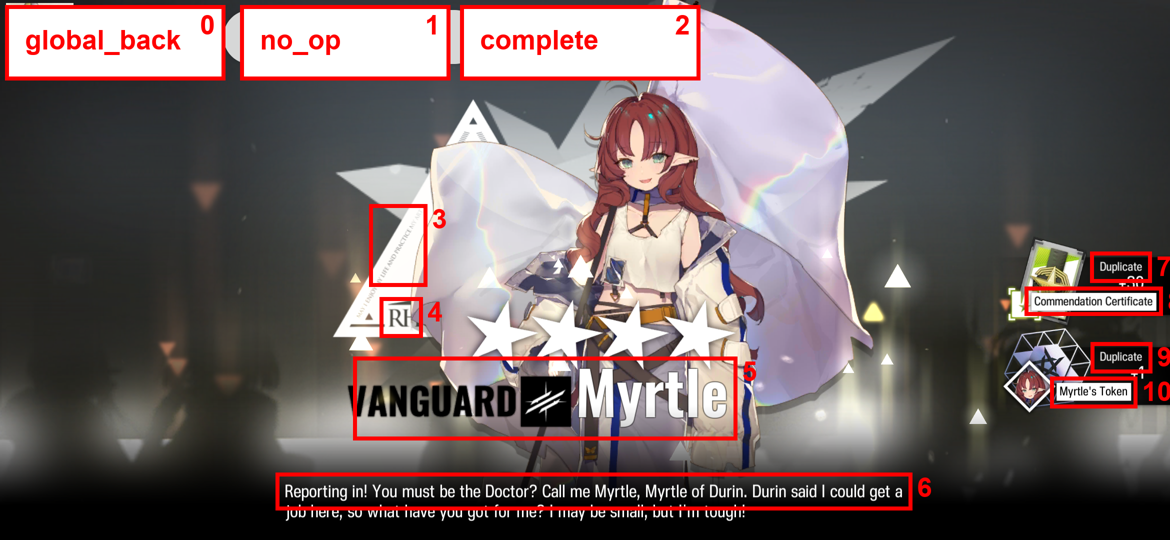 global_back 0
no_op 1
complete 2
3
RH 4
VANGUARD Myrtle 5
Reporting in! You must be the Doctor? Call me Myrtle, Myrtle of Durin. Durin said I could get a 6
job here, so what have you got for me? I may be small, but I'm tough!
Duplicate 7
Commendation Certificate
Duplicate 9
+1
Myrtle's Token 10